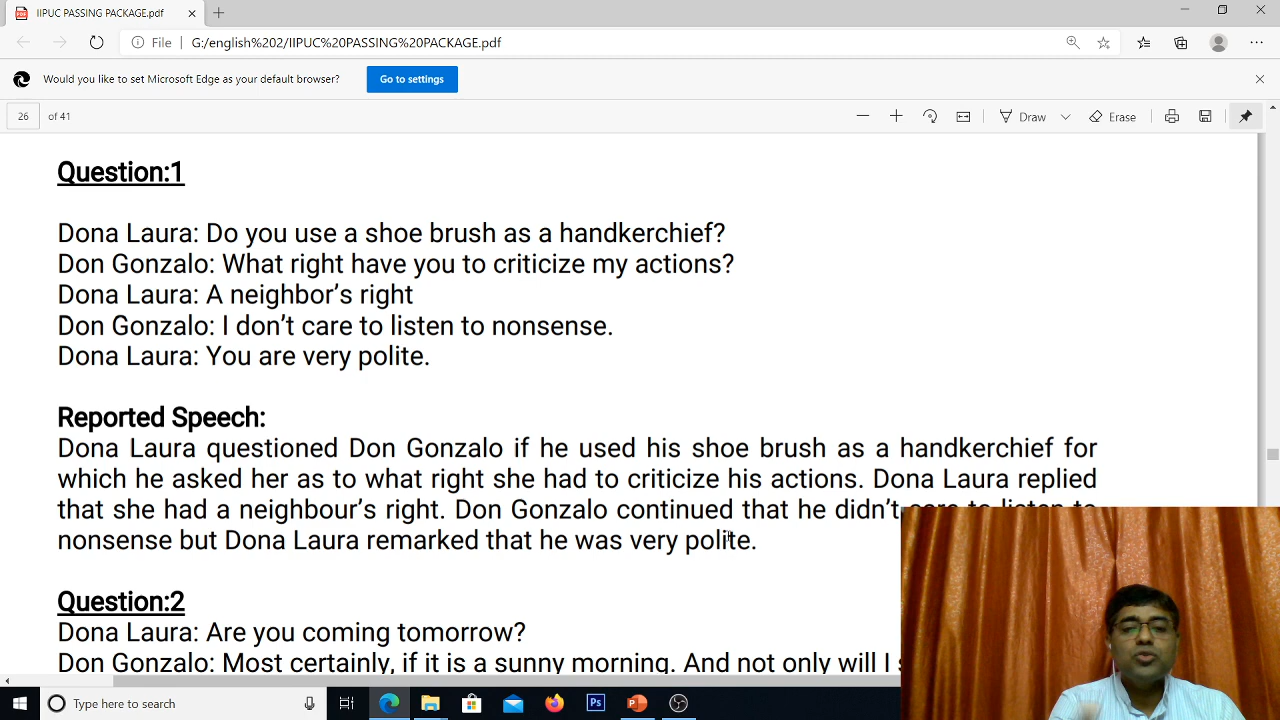 IIPUC PASSING PACKAGE.pdf
File G:/english%202/IIPUC%20PASSING%20PACKAGE.pdf
Would you like to set Microsoft Edge as your default browser? Go to settings
26 of 41 Draw Erase
Question:1
Dona Laura: Do you use a shoe brush as a handkerchief?
Don Gonzalo: What right have you to criticize my actions?
Dona Laura: A neighbor's right
Don Gonzalo: I don't care to listen to nonsense.
Dona Laura: You are very polite.
Reported Speech:
Dona Laura questioned Don Gonzalo if he used his shoe brush as a handkerchief for
which he asked her as to what right she had to criticize his actions. Dona Laura replied
that she had a neighbour's right. Don Gonzalo continued that he didn't care to listen to
nonsense but Dona Laura remarked that he was very polite.
Question:2
Dona Laura: Are you coming tomorrow?
Don Gonzalo: Most certainly, if it is a sunny morning. And not only will I
Type here to search
Ps